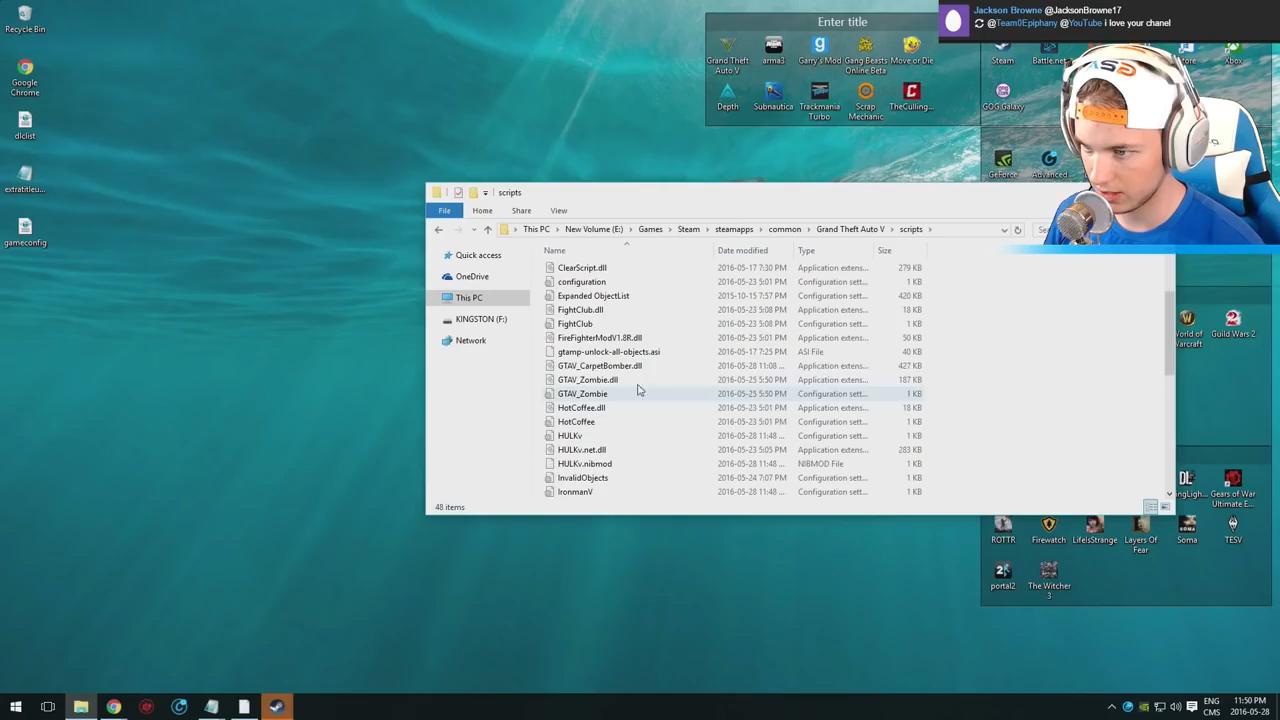 Recycle Bin
Google
Chrome
dlclist
extratitleu...
gameconfig
Enter title
Grand Theft
Auto V
arma3
Garry's Mod
Gang Beasts
Online Beta
Move or Die
Depth
Subnautica
Trackmania
Turbo
Scrap
Mechanic
TheCulling...
Jackson Browne @JacksonBrowne17
@Team0Epiphany @YouTube i love your chanel
Steam
Battle.net
Store
Xbox
GOG Galaxy
GeForce
Advanced...
World of
Warcraft
Guild Wars 2
Gears of War
Ultimate E...
ROTTR
Firewatch
LifeIsStrange
Layers Of
Fear
Soma
TESV
portal2
The Witcher
3
scripts
File
Home
Share
View
This PC
New Volume (E:)
Games
Steam
steamapps
common
Grand Theft Auto V
scripts
Quick access
OneDrive
This PC
KINGSTON (F:)
Network
Name
Date modified
Type
Size
ClearScript.dll 2016-05-17 7:30 PM Application extens... 279 KB
configuration 2016-05-23 5:01 PM Configuration sett... 1 KB
Expanded ObjectList 2015-10-15 7:57 PM Configuration sett... 420 KB
FightClub.dll 2016-05-23 5:08 PM Application extens... 18 KB
FightClub 2016-05-23 5:08 PM Configuration sett... 1 KB
FireFighterModV1.8R.dll 2016-05-23 5:01 PM Application extens... 50 KB
gtamp-unlock-all-objects.asi 2016-05-17 7:25 PM ASI File 40 KB
GTAV_CarpetBomber.dll 2016-05-28 11:08 ... Application extens... 427 KB
GTAV_Zombie.dll 2016-05-25 5:50 PM Application extens... 187 KB
GTAV_Zombie 2016-05-25 5:50 PM Configuration sett... 1 KB
HotCoffee.dll 2016-05-23 5:01 PM Application extens... 18 KB
HotCoffee 2016-05-23 5:01 PM Configuration sett... 1 KB
HULKv 2016-05-28 11:48 ... Configuration sett... 1 KB
HULKv.net.dll 2016-05-23 5:05 PM Application extens... 283 KB
HULKv.nibmod 2016-05-28 11:48 ... NIBMOD File 1 KB
InvalidObjects 2016-05-24 7:07 PM Configuration sett... 1 KB
IronmanV 2016-05-28 11:48 ... Configuration sett... 1 KB
48 items
ENG
CMS
11:50 PM
2016-05-28